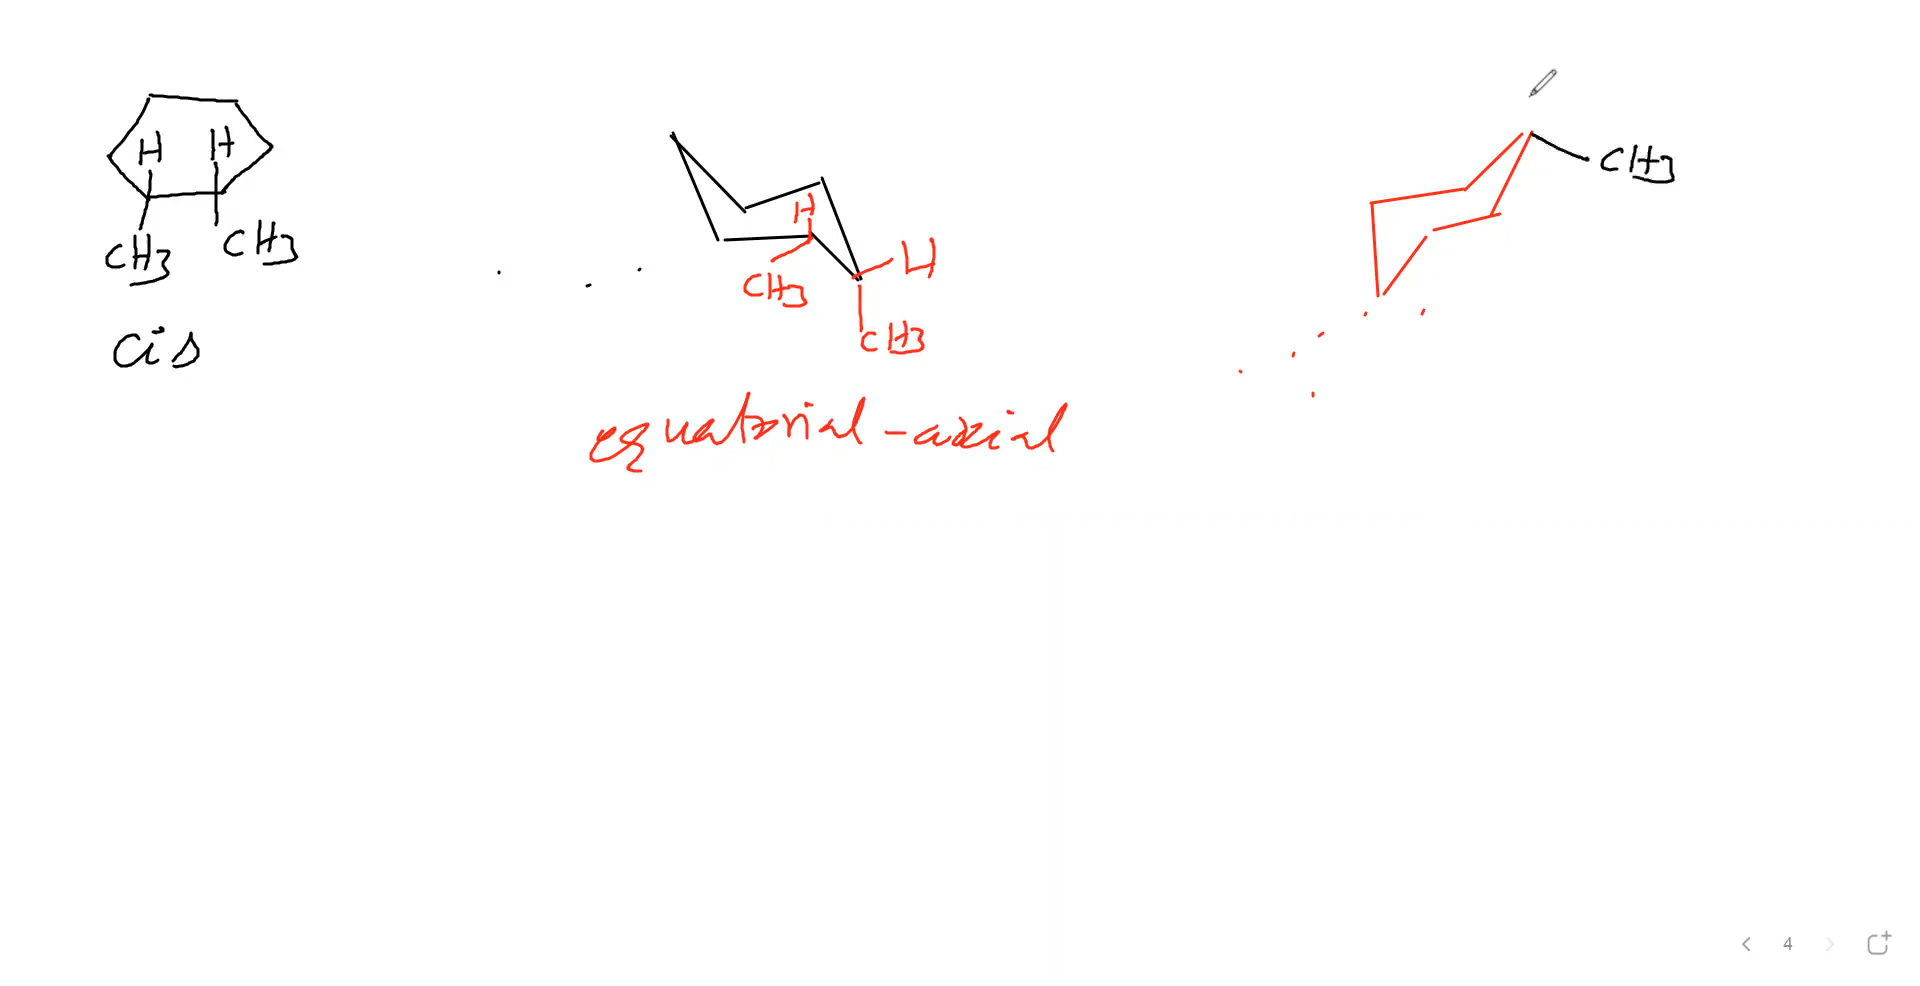 H H
CH3 CH3
cis
H
CH3
H
CH3
equatorial-axial
CH3
4